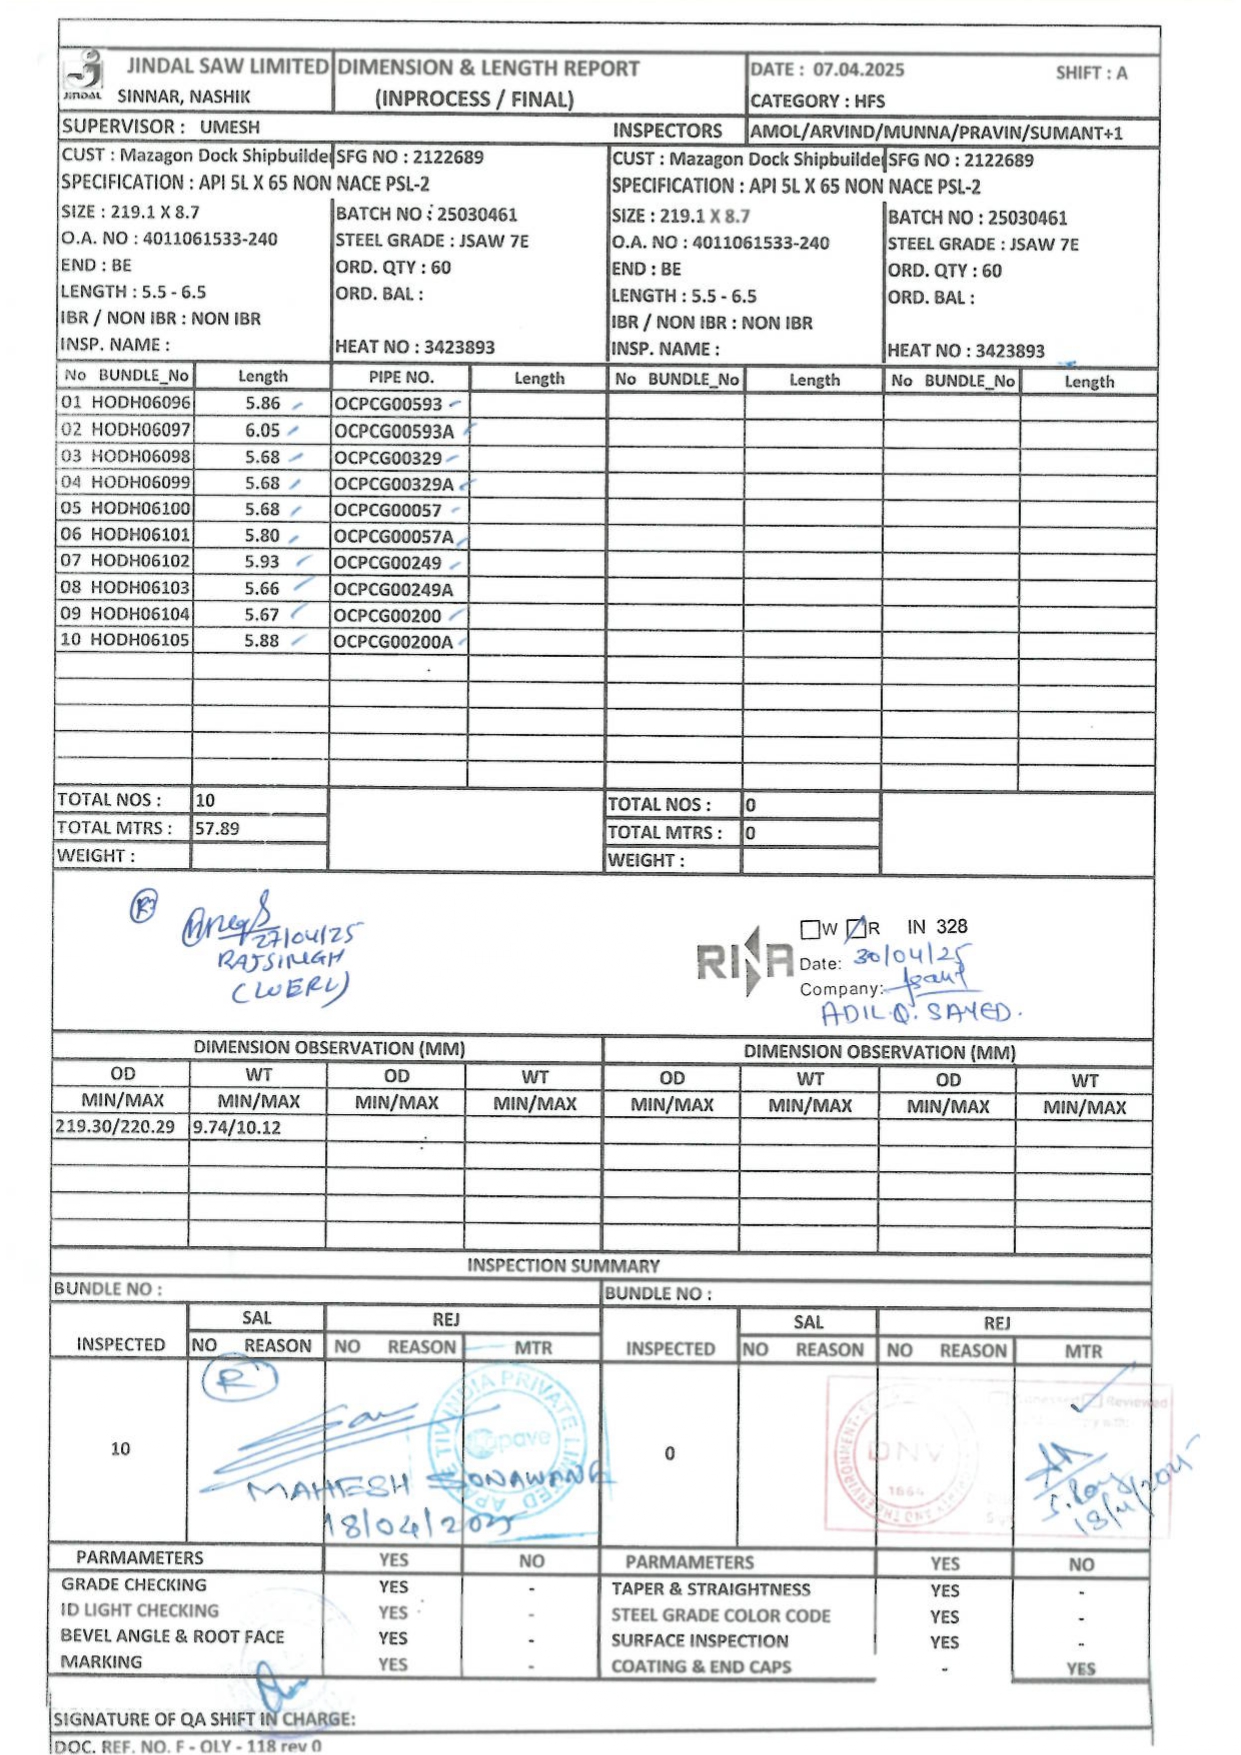 JINDAL SAW LIMITED DIMENSION & LENGTH REPORT DATE : 07.04.2025 SHIFT : A
JINDAL SINNAR, NASHIK (INPROCESS / FINAL) CATEGORY : HFS
SUPERVISOR : UMESH INSPECTORS AMOL/ARVIND/MUNNA/PRAVIN/SUMANT+1
CUST : Mazagon Dock Shipbuilde SFG NO : 2122689 CUST : Mazagon Dock Shipbuilde SFG NO : 2122689
SPECIFICATION : API 5L X 65 NON NACE PSL-2 SPECIFICATION : API 5L X 65 NON NACE PSL-2
SIZE : 219.1 X 8.7 BATCH NO : 25030461 SIZE : 219.1 X 8.7 BATCH NO : 25030461
O.A. NO : 4011061533-240 STEEL GRADE : JSAW 7E O.A. NO : 4011061533-240 STEEL GRADE : JSAW 7E
END : BE ORD. QTY : 60 END : BE ORD. QTY : 60
LENGTH : 5.5 - 6.5 ORD. BAL : LENGTH : 5.5 - 6.5 ORD. BAL :
IBR / NON IBR : NON IBR IBR / NON IBR : NON IBR
INSP. NAME : HEAT NO : 3423893 INSP. NAME : HEAT NO : 3423893
No BUNDLE_No Length PIPE NO. Length No BUNDLE_No Length No BUNDLE_No Length
01 HODH06096 5.86 OCPCG00593
02 HODH06097 6.05 OCPCG00593A
03 HODH06098 5.68 OCPCG00329
04 HODH06099 5.68 OCPCG00329A
05 HODH06100 5.68 OCPCG00057
06 HODH06101 5.80 OCPCG00057A
07 HODH06102 5.93 OCPCG00249
08 HODH06103 5.66 OCPCG00249A
09 HODH06104 5.67 OCPCG00200
10 HODH06105 5.88 OCPCG00200A
TOTAL NOS : 10 TOTAL NOS : 0
TOTAL MTRS : 57.89 TOTAL MTRS : 0
WEIGHT : WEIGHT :
R
27/04/25
RAJSINGH
(WERL)
RINA W R IN 328
Date: 30/04/25
Company:
ADIL.Q. SAYED.
DIMENSION OBSERVATION (MM) DIMENSION OBSERVATION (MM)
OD WT OD WT OD WT OD WT
MIN/MAX MIN/MAX MIN/MAX MIN/MAX MIN/MAX MIN/MAX MIN/MAX MIN/MAX
219.30/220.29 9.74/10.12
INSPECTION SUMMARY
BUNDLE NO : BUNDLE NO :
SAL REJ SAL REJ
INSPECTED NO REASON NO REASON MTR INSPECTED NO REASON NO REASON MTR
R
10 0
INDIA PRIVATE
apave
DNV
1864
Reviewed
MAHESH SONAWANE
18/04/2025
S. Roy
18/4/2025
PARMAMETERS YES NO PARMAMETERS YES NO
GRADE CHECKING YES - TAPER & STRAIGHTNESS YES -
ID LIGHT CHECKING YES - STEEL GRADE COLOR CODE YES -
BEVEL ANGLE & ROOT FACE YES - SURFACE INSPECTION YES -
MARKING YES - COATING & END CAPS - YES
SIGNATURE OF QA SHIFT IN CHARGE:
DOC. REF. NO. F - QLY - 118 rev 0